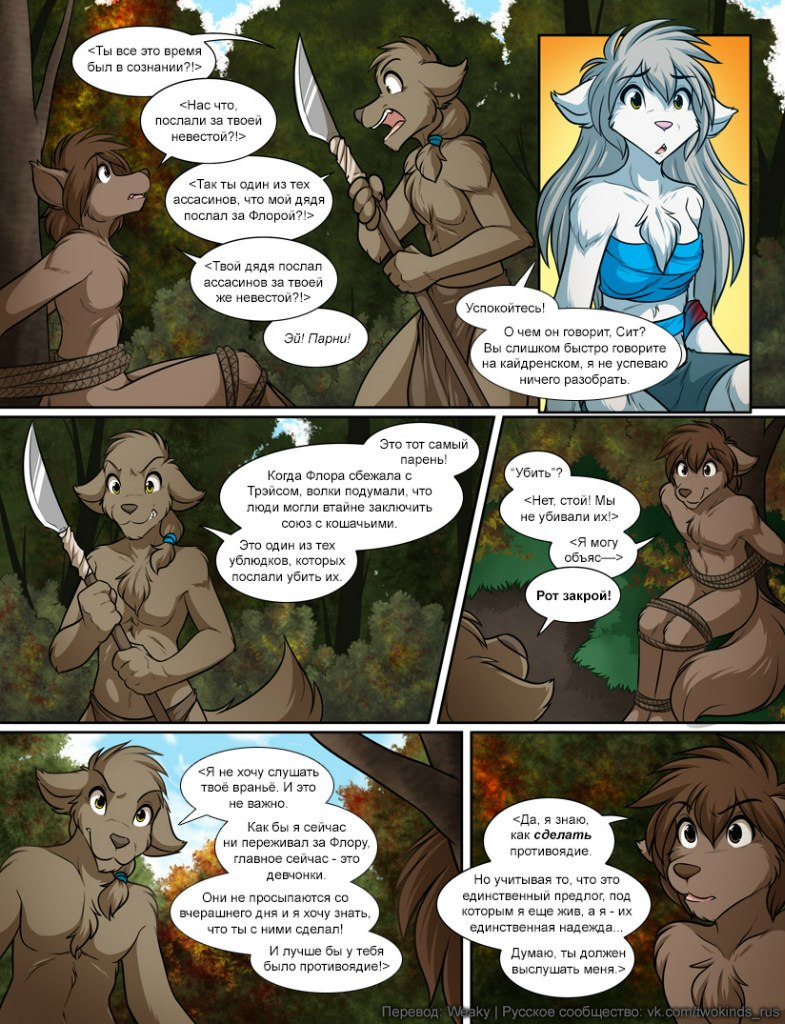 <Ты все это время
был в сознании?!>
<Нас что,
послали за твоей
невестой?!>
<Так ты один из тех
ассасинов, что мой дядя
послал за Флорой?!>
<Твой дядя послал
ассасинов за твоей
же невестой?!>
Эй! Парни!
Успокойтесь!
О чем он говорит, Сит?
Вы слишком быстро говорите
на кайдренском, я не успеваю
ничего разобрать.
Это тот самый
парень!
Когда Флора сбежала с
Трэйсом, волки подумали, что
люди могли втайне заключить
союз с кошачьими.
Это один из тех
ублюдков, которых
послали убить их.
“Убить”?
<Нет, стой! Мы
не убивали их!>
<Я могу
объяс—>
Рот закрой!
<Я не хочу слушать
твоё враньё. И это
не важно.
Как бы я сейчас
ни переживал за Флору,
главное сейчас - это
девчонки.
Они не просыпаются со
вчерашнего дня и я хочу знать,
что ты с ними сделал!
И лучше бы у тебя
было противоядие!>
<Да, я знаю,
как сделать
противоядие.
Но учитывая то, что это
единственный предлог, под
которым я еще жив, а я - их
единственная надежда...
Думаю, ты должен
выслушать меня.>
Перевод: Weaky | Русское сообщество: vk.com/twokinds_rus